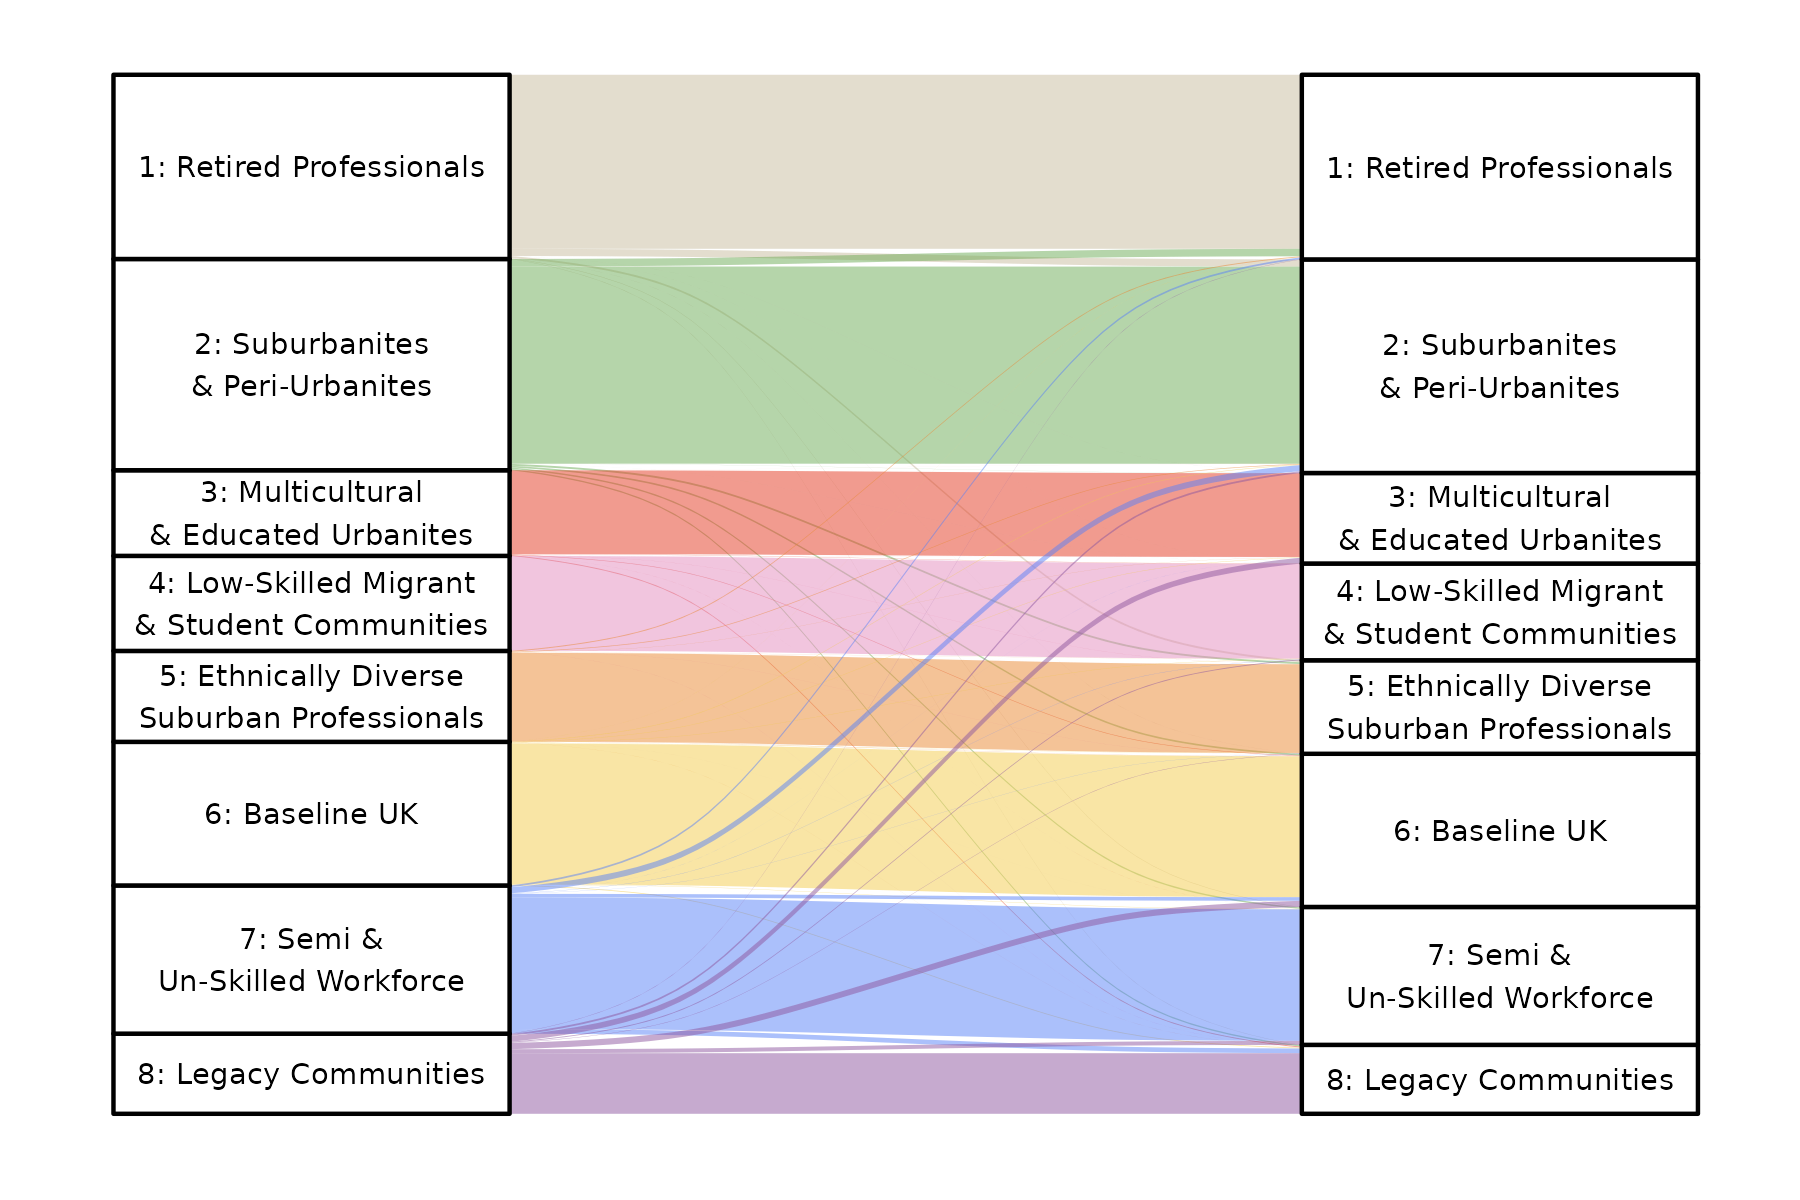 1: Retired Professionals
2: Suburbanites
& Peri-Urbanites
3: Multicultural
& Educated Urbanites
4: Low-Skilled Migrant
& Student Communities
5: Ethnically Diverse
Suburban Professionals
6: Baseline UK
7: Semi &
Un-Skilled Workforce
8: Legacy Communities
1: Retired Professionals
2: Suburbanites
& Peri-Urbanites
3: Multicultural
& Educated Urbanites
4: Low-Skilled Migrant
& Student Communities
5: Ethnically Diverse
Suburban Professionals
6: Baseline UK
7: Semi &
Un-Skilled Workforce
8: Legacy Communities